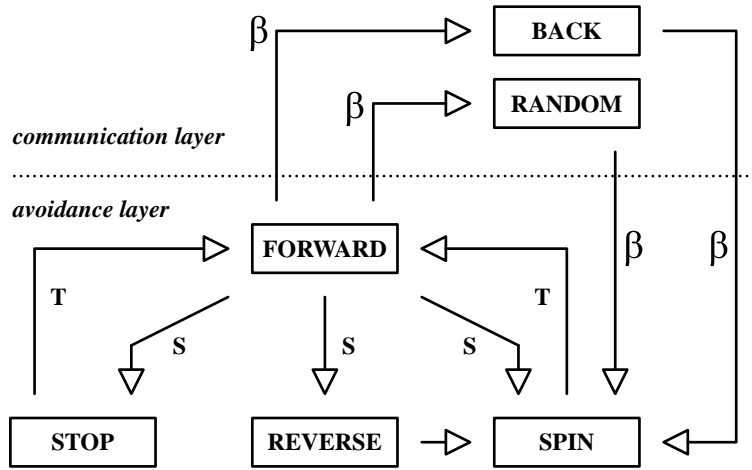 β BACK
β RANDOM
communication layer
avoidance layer
FORWARD β β
T T
S S S
STOP REVERSE SPIN